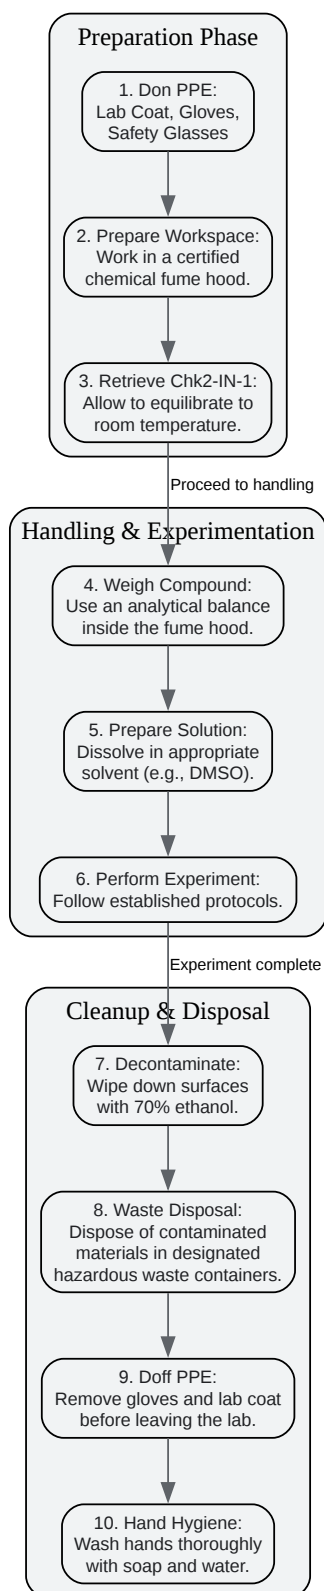 Preparation Phase
1. Don PPE:
Lab Coat, Gloves,
Safety Glasses
2. Prepare Workspace:
Work in a certified
chemical fume hood.
3. Retrieve Chk2-IN-1:
Allow to equilibrate to
room temperature.
Proceed to handling
Handling & Experimentation
4. Weigh Compound:
Use an analytical balance
inside the fume hood.
5. Prepare Solution:
Dissolve in appropriate
solvent (e.g., DMSO).
6. Perform Experiment:
Follow established protocols.
Experiment complete
Cleanup & Disposal
7. Decontaminate:
Wipe down surfaces
with 70% ethanol.
8. Waste Disposal:
Dispose of contaminated
materials in designated
hazardous waste containers.
9. Doff PPE:
Remove gloves and lab coat
before leaving the lab.
10. Hand Hygiene:
Wash hands thoroughly
with soap and water.